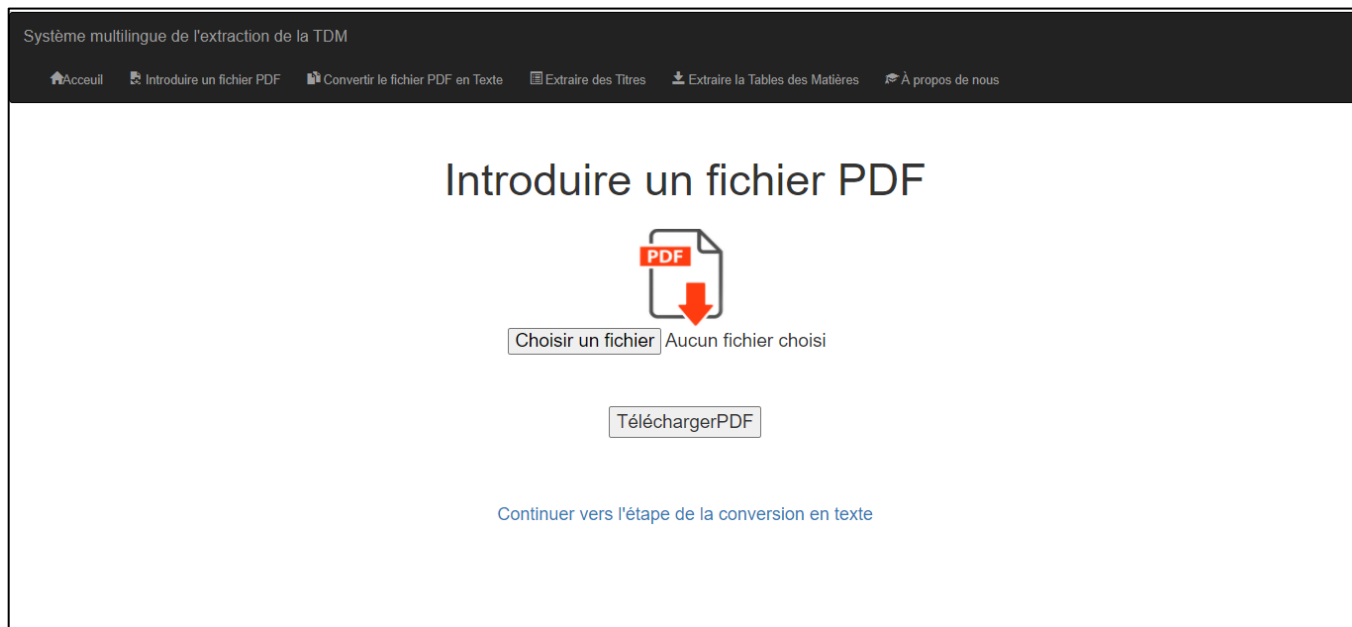 Système multilingue de l'extraction de la TDM
Acceuil Introduire un fichier PDF Convertir le fichier PDF en Texte Extraire des Titres Extraire la Tables des Matières À propos de nous
Introduire un fichier PDF
PDF
Choisir un fichier Aucun fichier choisi
TéléchargerPDF
Continuer vers l'étape de la conversion en texte